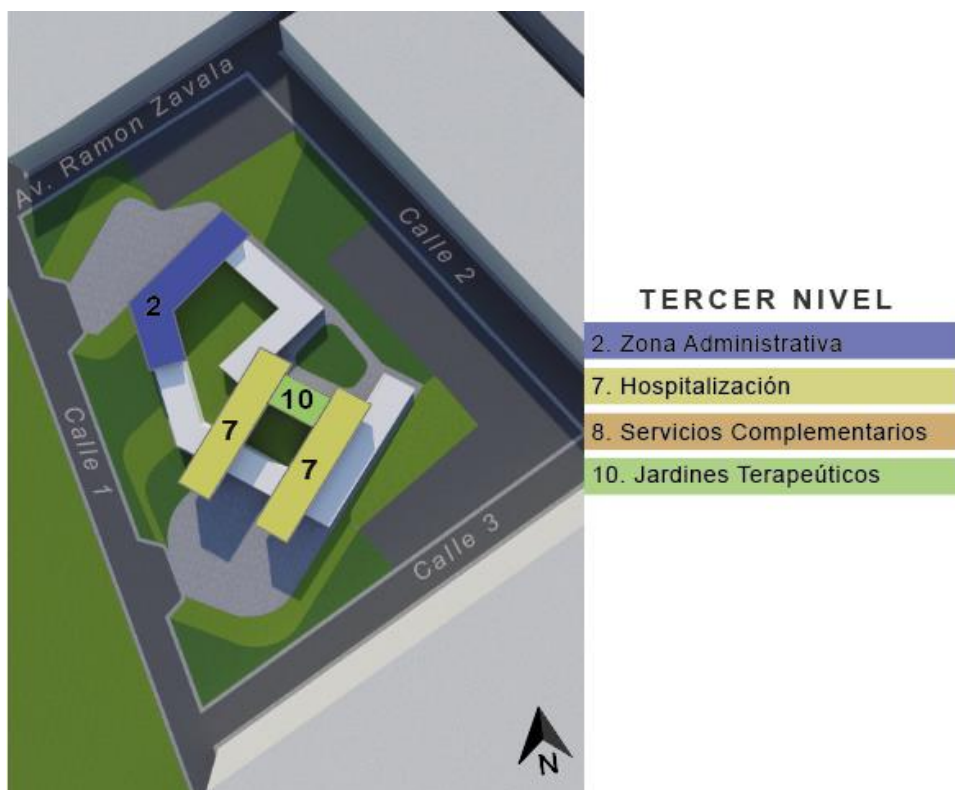 Av. Ramon Zavala
Calle 2
2
10
7
7
Calle 1
Calle 3
N
TERCER NIVEL
2. Zona Administrativa
7. Hospitalización
8. Servicios Complementarios
10. Jardines Terapeúticos